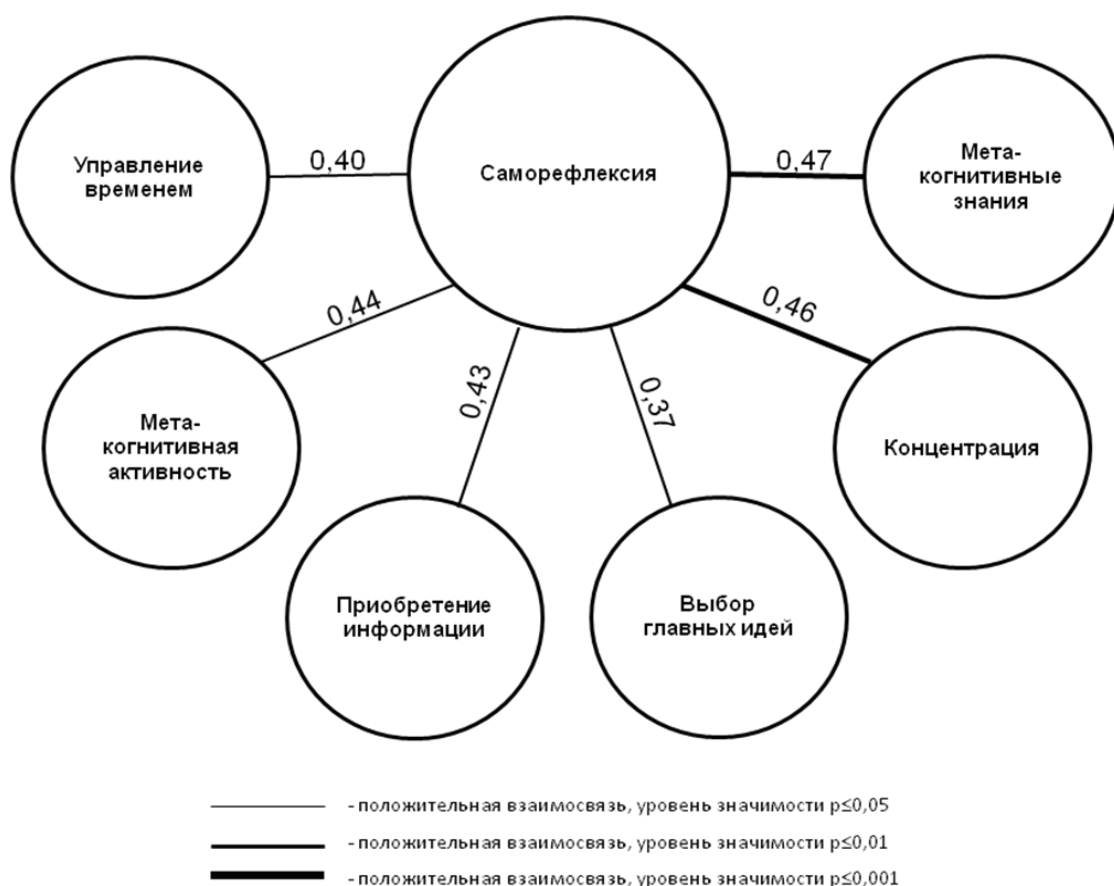 Саморефлексия
Управление
временем
0,40
0,47
Мета-
когнитивные
знания
0,44
0,43
0,37
0,46
Мета-
когнитивная
активность
Концентрация
Приобретение
информации
Выбор
главных идей
- положительная взаимосвязь, уровень значимости p≤0,05
- положительная взаимосвязь, уровень значимости p≤0,01
- положительная взаимосвязь, уровень значимости p≤0,001